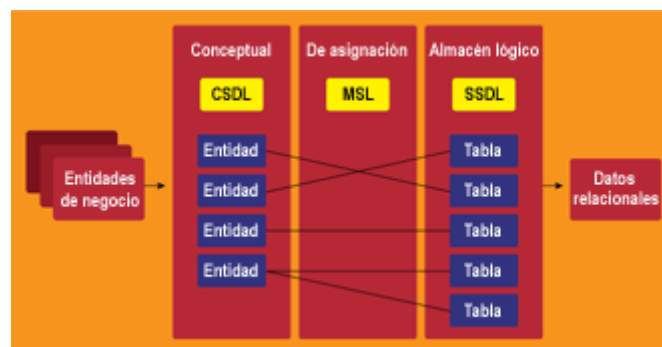 Conceptual
De asignación
Almacén lógico
CSDL
MSL
SSDL
Entidades
de negocio
Entidad
Entidad
Entidad
Entidad
Tabla
Tabla
Tabla
Tabla
Tabla
Datos
relacionales